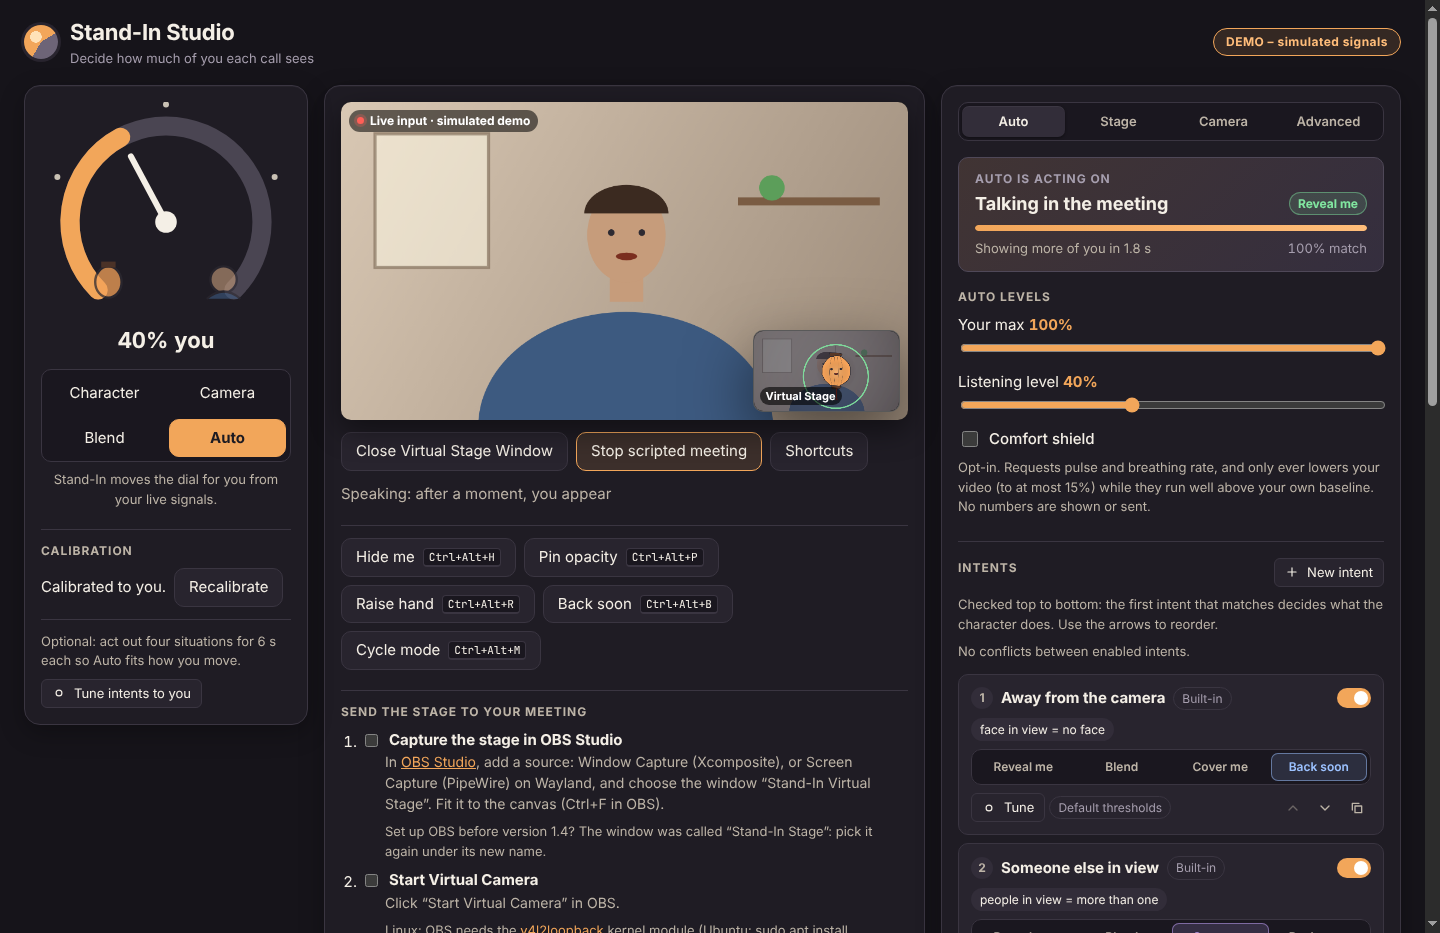 Stand-In Studio
Decide how much of you each call sees
DEMO – simulated signals
40% you
Character
Camera
Blend
Auto
Stand-In moves the dial for you from
your live signals.
CALIBRATION
Calibrated to you.
Recalibrate
Optional: act out four situations for 6 s
each so Auto fits how you move.
Tune intents to you
Live input · simulated demo
Virtual Stage
Close Virtual Stage Window
Stop scripted meeting
Shortcuts
Speaking: after a moment, you appear
Hide me Ctrl+Alt+H
Pin opacity Ctrl+Alt+P
Raise hand Ctrl+Alt+R
Back soon Ctrl+Alt+B
Cycle mode Ctrl+Alt+M
SEND THE STAGE TO YOUR MEETING
1. Capture the stage in OBS Studio
In OBS Studio, add a source: Window Capture (Xcomposite), or Screen
Capture (PipeWire) on Wayland, and choose the window “Stand-In Virtual
Stage”. Fit it to the canvas (Ctrl+F in OBS).
Set up OBS before version 1.4? The window was called “Stand-In Stage”: pick it
again under its new name.
2. Start Virtual Camera
Click “Start Virtual Camera” in OBS.
Linux: OBS needs the v4l2loopback kernel module (Ubuntu: sudo apt install
Auto
Stage
Camera
Advanced
AUTO IS ACTING ON
Talking in the meeting
Reveal me
Showing more of you in 1.8 s
100% match
AUTO LEVELS
Your max 100%
Listening level 40%
Comfort shield
Opt-in. Requests pulse and breathing rate, and only ever lowers your
video (to at most 15%) while they run well above your own baseline.
No numbers are shown or sent.
INTENTS
New intent
Checked top to bottom: the first intent that matches decides what the
character does. Use the arrows to reorder.
No conflicts between enabled intents.
1 Away from the camera Built-in
face in view = no face
Reveal me
Blend
Cover me
Back soon
Tune
Default thresholds
2 Someone else in view Built-in
people in view = more than one